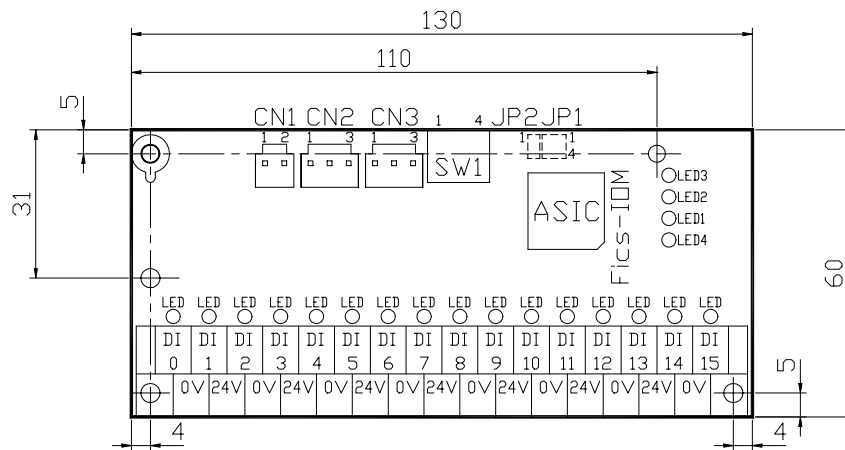 130
110
5
CN1 CN2 CN3 1 4 JP2 JP1
1 2 1 3 1 3 1 1
4
SW1
LED3
LED2
LED1
LED4
ASIC
Fics-IOM
31
60
LED LED LED LED LED LED LED LED LED LED LED LED LED LED LED LED
DI DI DI DI DI DI DI DI DI DI DI DI DI DI DI DI
0 1 2 3 4 5 6 7 8 9 10 11 12 13 14 15
0V 24V 0V 24V 0V 24V 0V 24V 0V 24V 0V 24V 0V 24V 0V
5
4 4